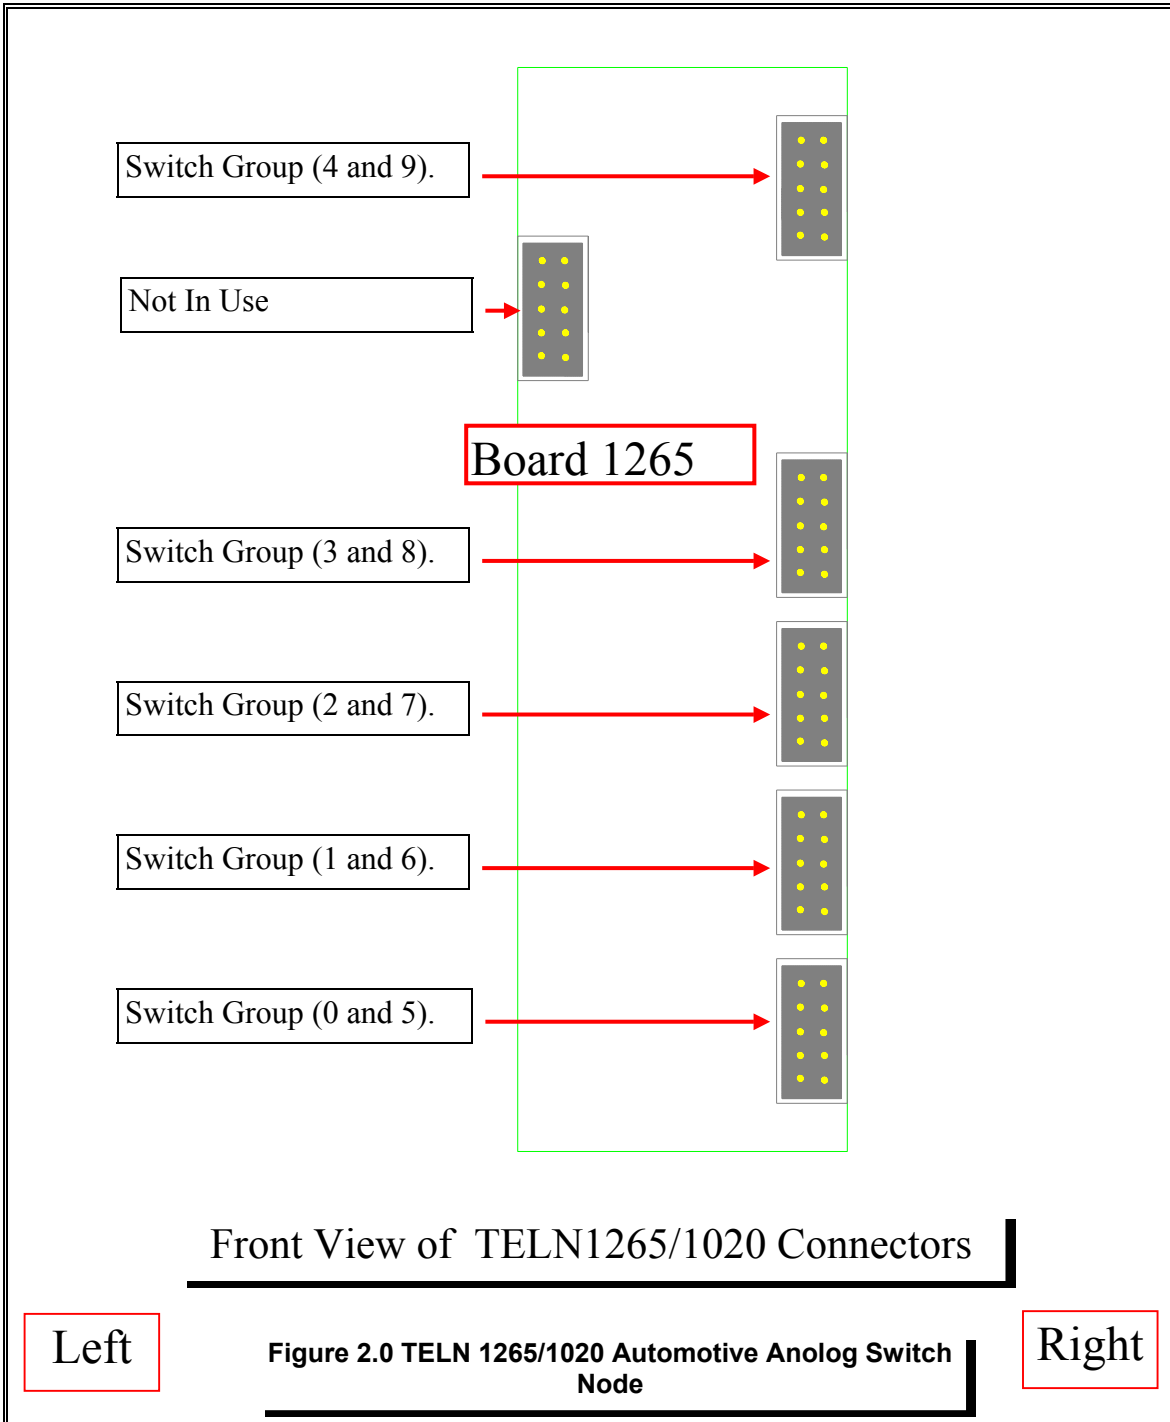 Switch Group (4 and 9).
Not In Use
Board 1265
Switch Group (3 and 8).
Switch Group (2 and 7).
Switch Group (1 and 6).
Switch Group (0 and 5).
Front View of TELN1265/1020 Connectors
Left
Figure 2.0 TELN 1265/1020 Automotive Anolog Switch
Node
Right